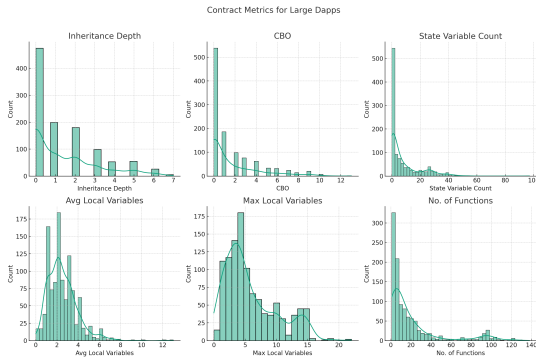 Contract Metrics for Large Dapps
Inheritance Depth CBO State Variable Count
Count
500
400
300
200
100
0
0 1 2 3 4 5 6 7
Inheritance Depth
Count
500
400
300
200
100
0
0 2 4 6 8 10 12
CBO
Count
500
400
300
200
100
0
0 20 40 60 80 100
State Variable Count
Avg Local Variables Max Local Variables No. of Functions
Count
175
150
125
100
75
50
25
0
0 2 4 6 8 10 12
Avg Local Variables
Count
175
150
125
100
75
50
25
0
0 5 10 15 20
Max Local Variables
Count
300
250
200
150
100
50
0
0 20 40 60 80 100 120 140
No. of Functions